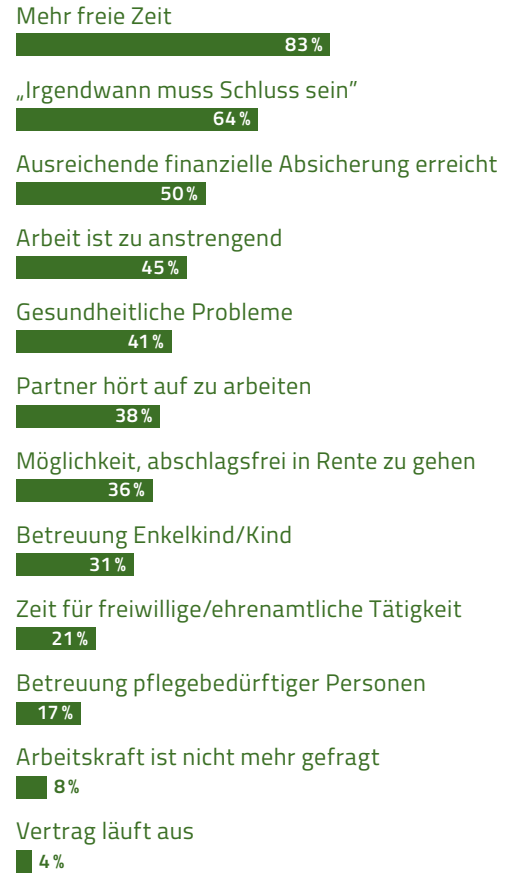 Mehr freie Zeit
83 %
„Irgendwann muss Schluss sein”
64 %
Ausreichende finanzielle Absicherung erreicht
50 %
Arbeit ist zu anstrengend
45 %
Gesundheitliche Probleme
41 %
Partner hört auf zu arbeiten
38 %
Möglichkeit, abschlagsfrei in Rente zu gehen
36 %
Betreuung Enkelkind/Kind
31 %
Zeit für freiwillige/ehrenamtliche Tätigkeit
21 %
Betreuung pflegebedürftiger Personen
17 %
Arbeitskraft ist nicht mehr gefragt
8 %
Vertrag läuft aus
4 %